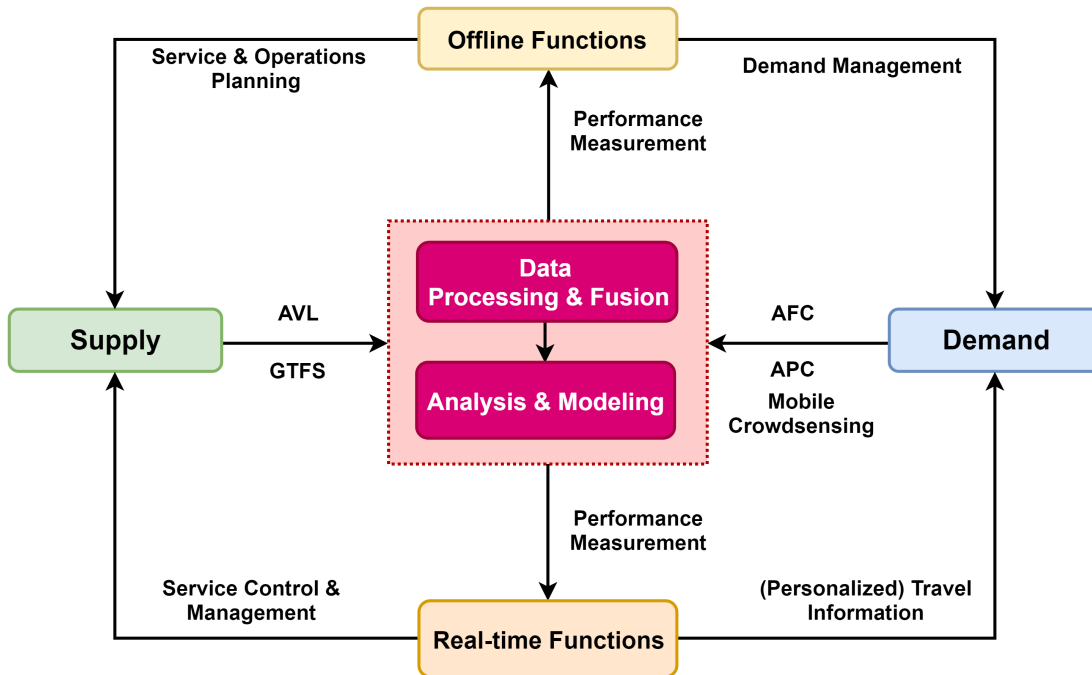 Offline Functions
Service & Operations
Planning
Demand Management
Performance
Measurement
Data
Processing & Fusion
AVL
AFC
Supply
Demand
GTFS
APC
Analysis & Modeling
Mobile
Crowdsensing
Performance
Measurement
Service Control &
Management
(Personalized) Travel
Information
Real-time Functions